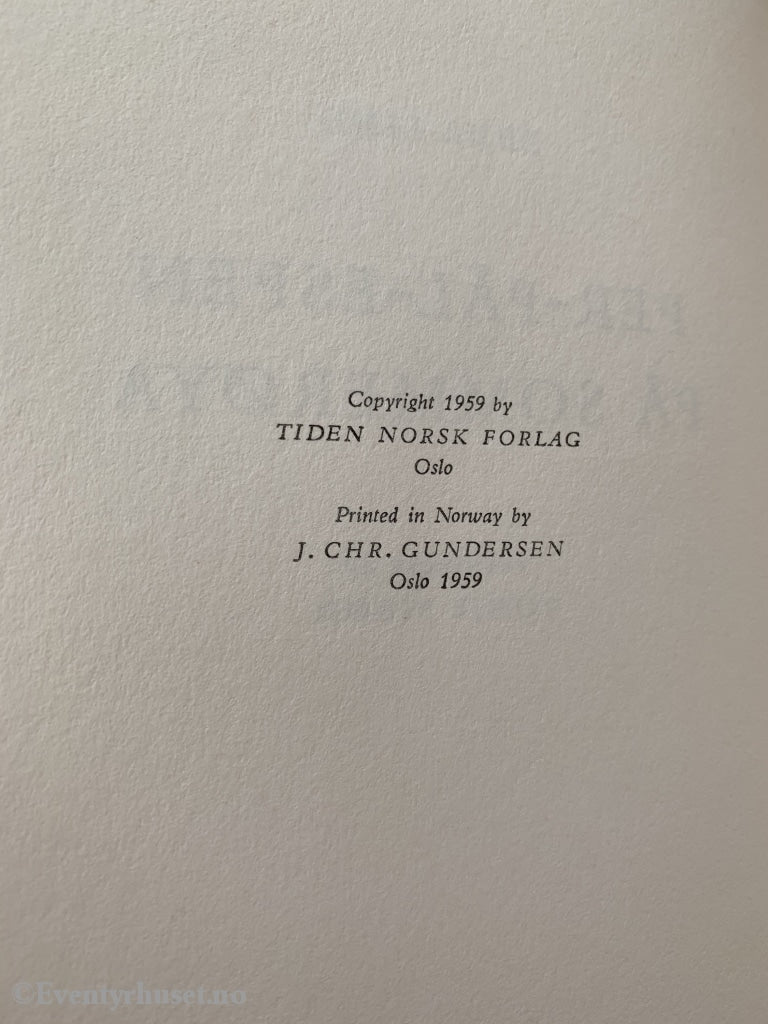 Copyright 1959 by
TIDEN NORSK FORLAG
Oslo
Printed in Norway by
J. CHR. GUNDERSEN
Oslo 1959
©Eventyrhuset.no